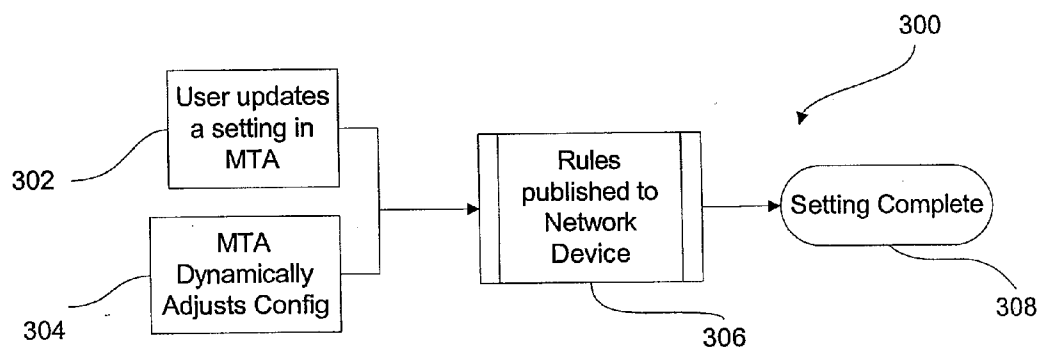 300
User updates
a setting in
MTA
302
Rules
published to
Network
Device
Setting Complete
MTA
Dynamically
Adjusts Config
304
306
308